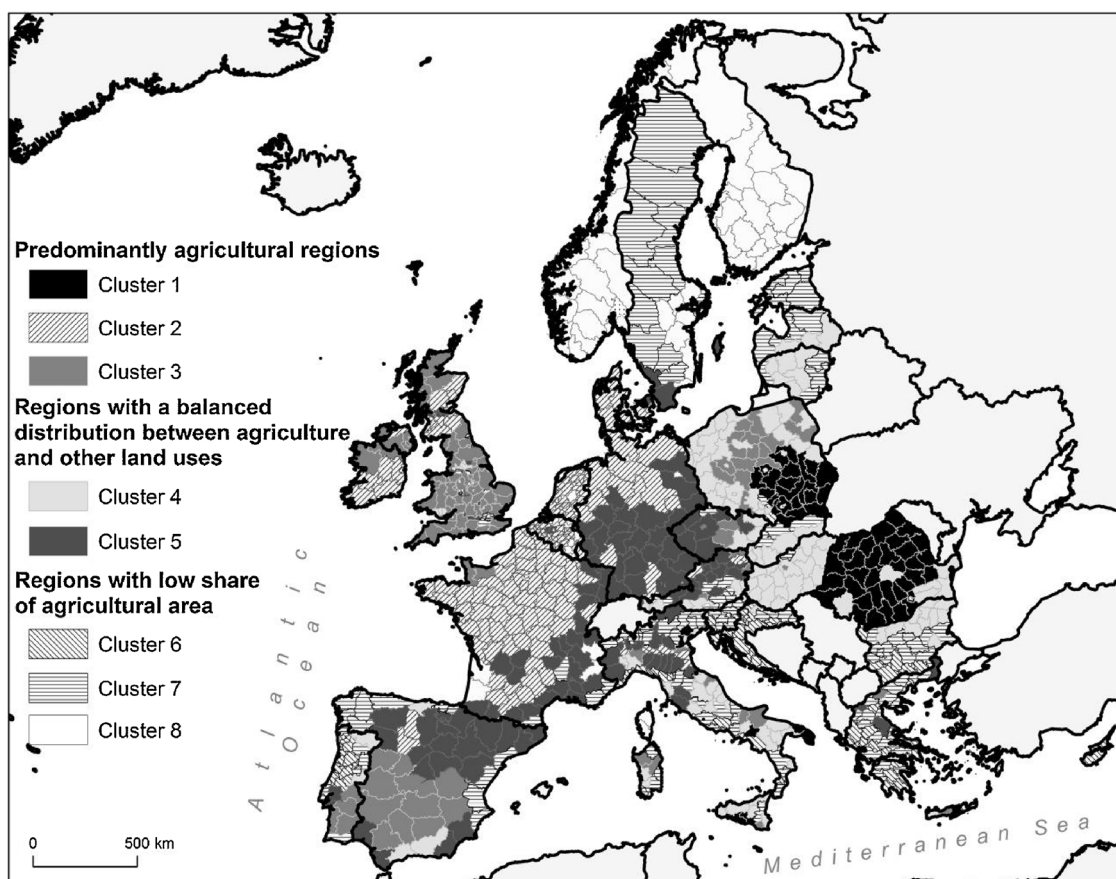 Predominantly agricultural regions
Cluster 1
Cluster 2
Cluster 3
Regions with a balanced
distribution between agriculture
and other land uses
Cluster 4
Cluster 5
Regions with low share
of agricultural area
Cluster 6
Cluster 7
Cluster 8
Atlantic
Ocean
0 500 km
Mediterranean Sea